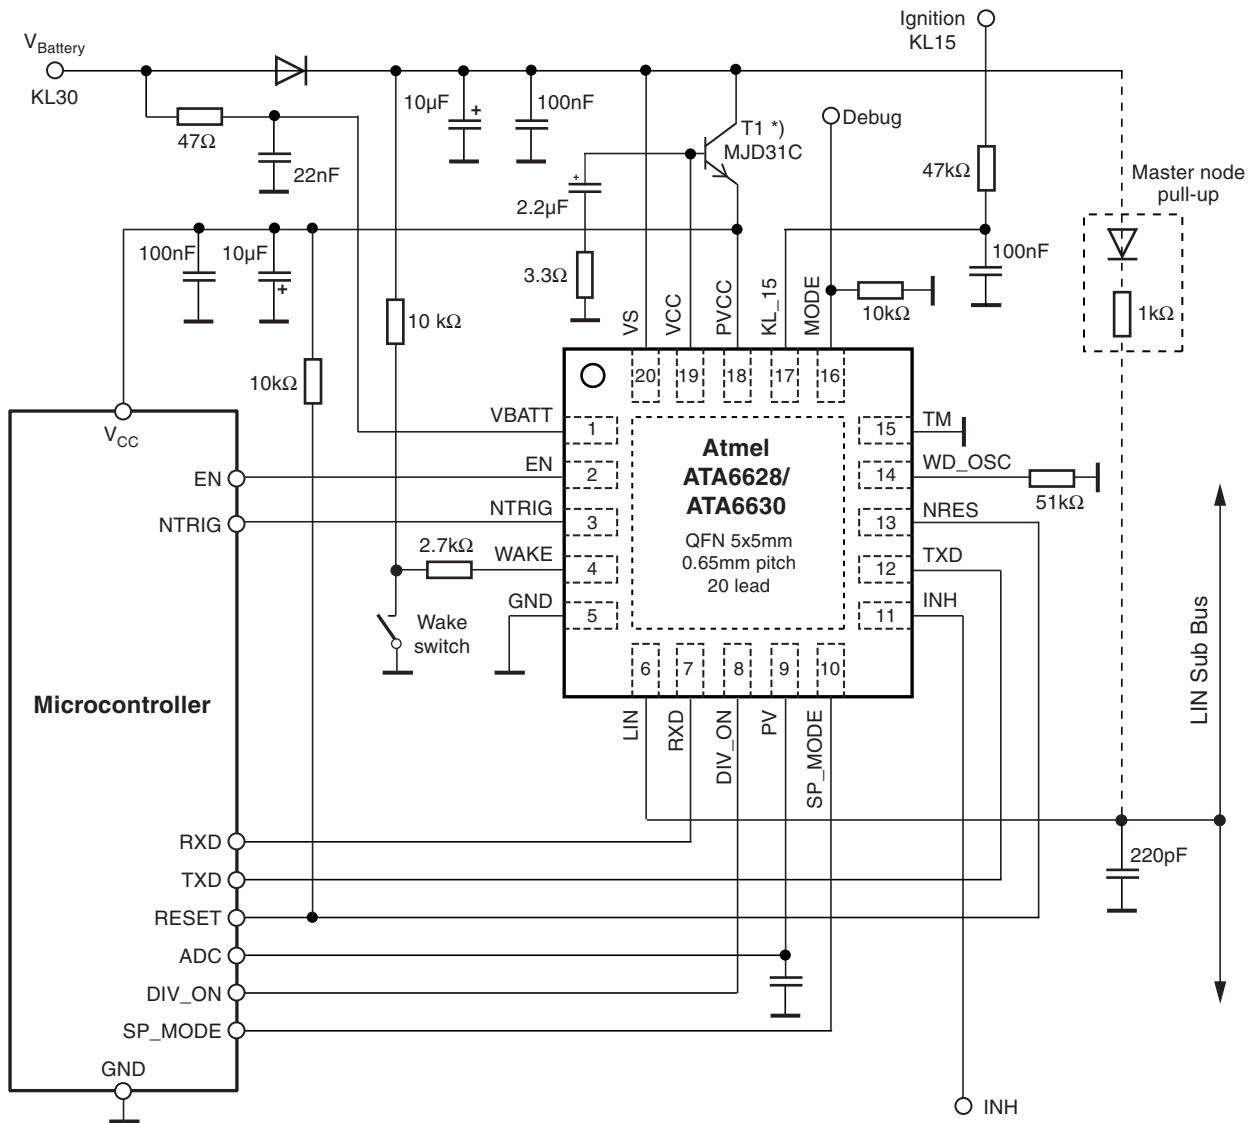 Ignition
KL15
VBattery
KL30
47Ω
22nF
10µF
+
100nF
T1 *)
MJD31C
Debug
47kΩ
Master node
pull-up
+
2.2µF
3.3Ω
100nF
10µF
+
100nF
10 kΩ
10kΩ
1kΩ
10kΩ
VS
VCC
PVCC
KL_15
MODE
20
19
18
17
16
VCC
VBATT
1
EN
EN
2
NTRIG
NTRIG
3
2.7kΩ
WAKE
4
GND
5
Wake
switch
Atmel
ATA6628/
ATA6630
QFN 5x5mm
0.65mm pitch
20 lead
15
TM
14
WD_OSC
51kΩ
13
NRES
12
TXD
11
INH
6
7
8
9
10
LIN
RXD
DIV_ON
PV
SP_MODE
LIN Sub Bus
Microcontroller
220pF
RXD
TXD
RESET
ADC
DIV_ON
SP_MODE
GND
INH